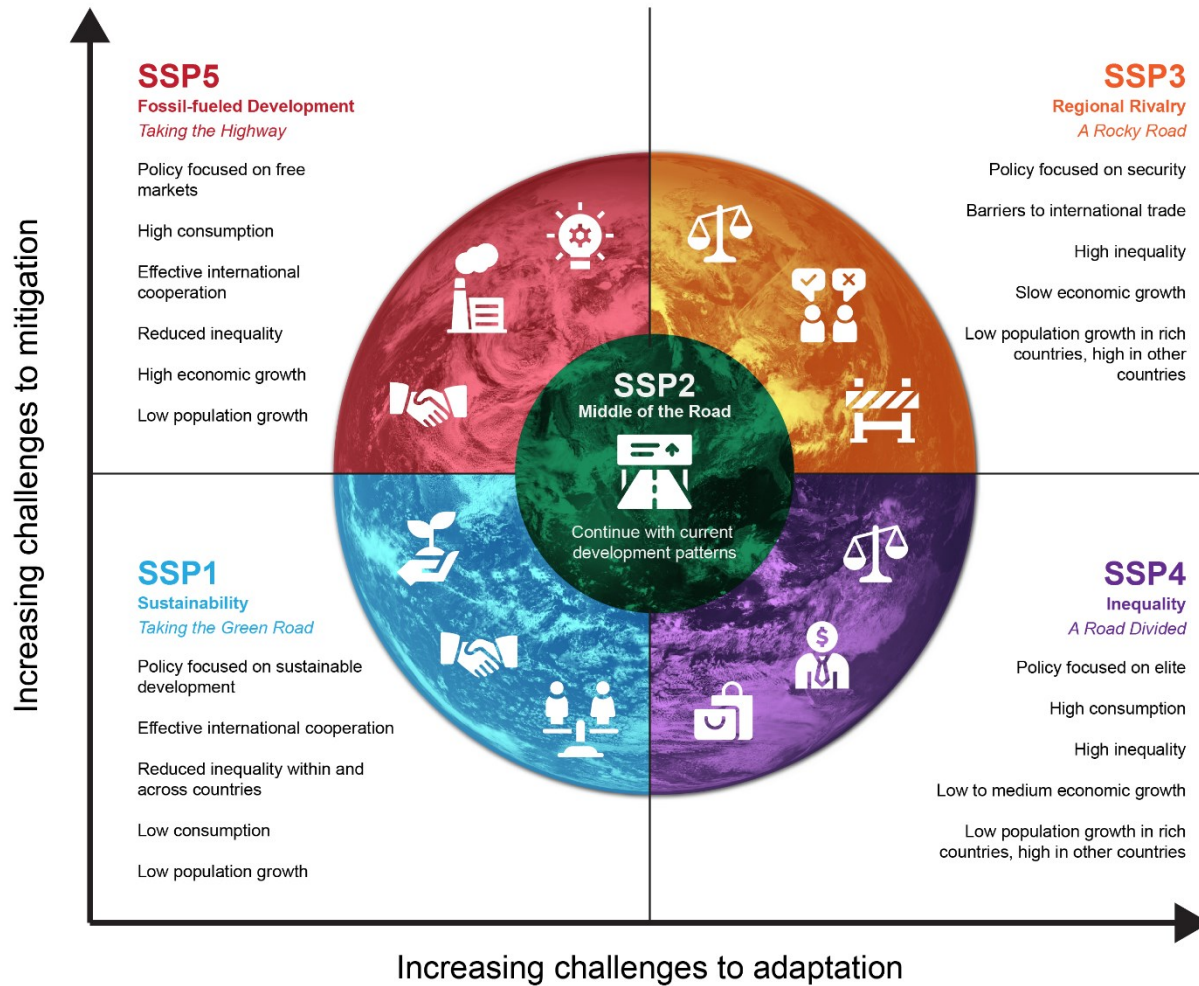 Increasing challenges to mitigation
SSP5
Fossil-fueled Development
Taking the Highway
Policy focused on free
markets
High consumption
Effective international
cooperation
Reduced inequality
High economic growth
Low population growth
SSP3
Regional Rivalry
A Rocky Road
Policy focused on security
Barriers to international trade
High inequality
Slow economic growth
Low population growth in rich
countries, high in other
countries
SSP2
Middle of the Road
Continue with current
development patterns
SSP1
Sustainability
Taking the Green Road
Policy focused on sustainable
development
Effective international cooperation
Reduced inequality within and
across countries
Low consumption
Low population growth
SSP4
Inequality
A Road Divided
$
Policy focused on elite
High consumption
High inequality
Low to medium economic growth
Low population growth in rich
countries, high in other countries
Increasing challenges to adaptation